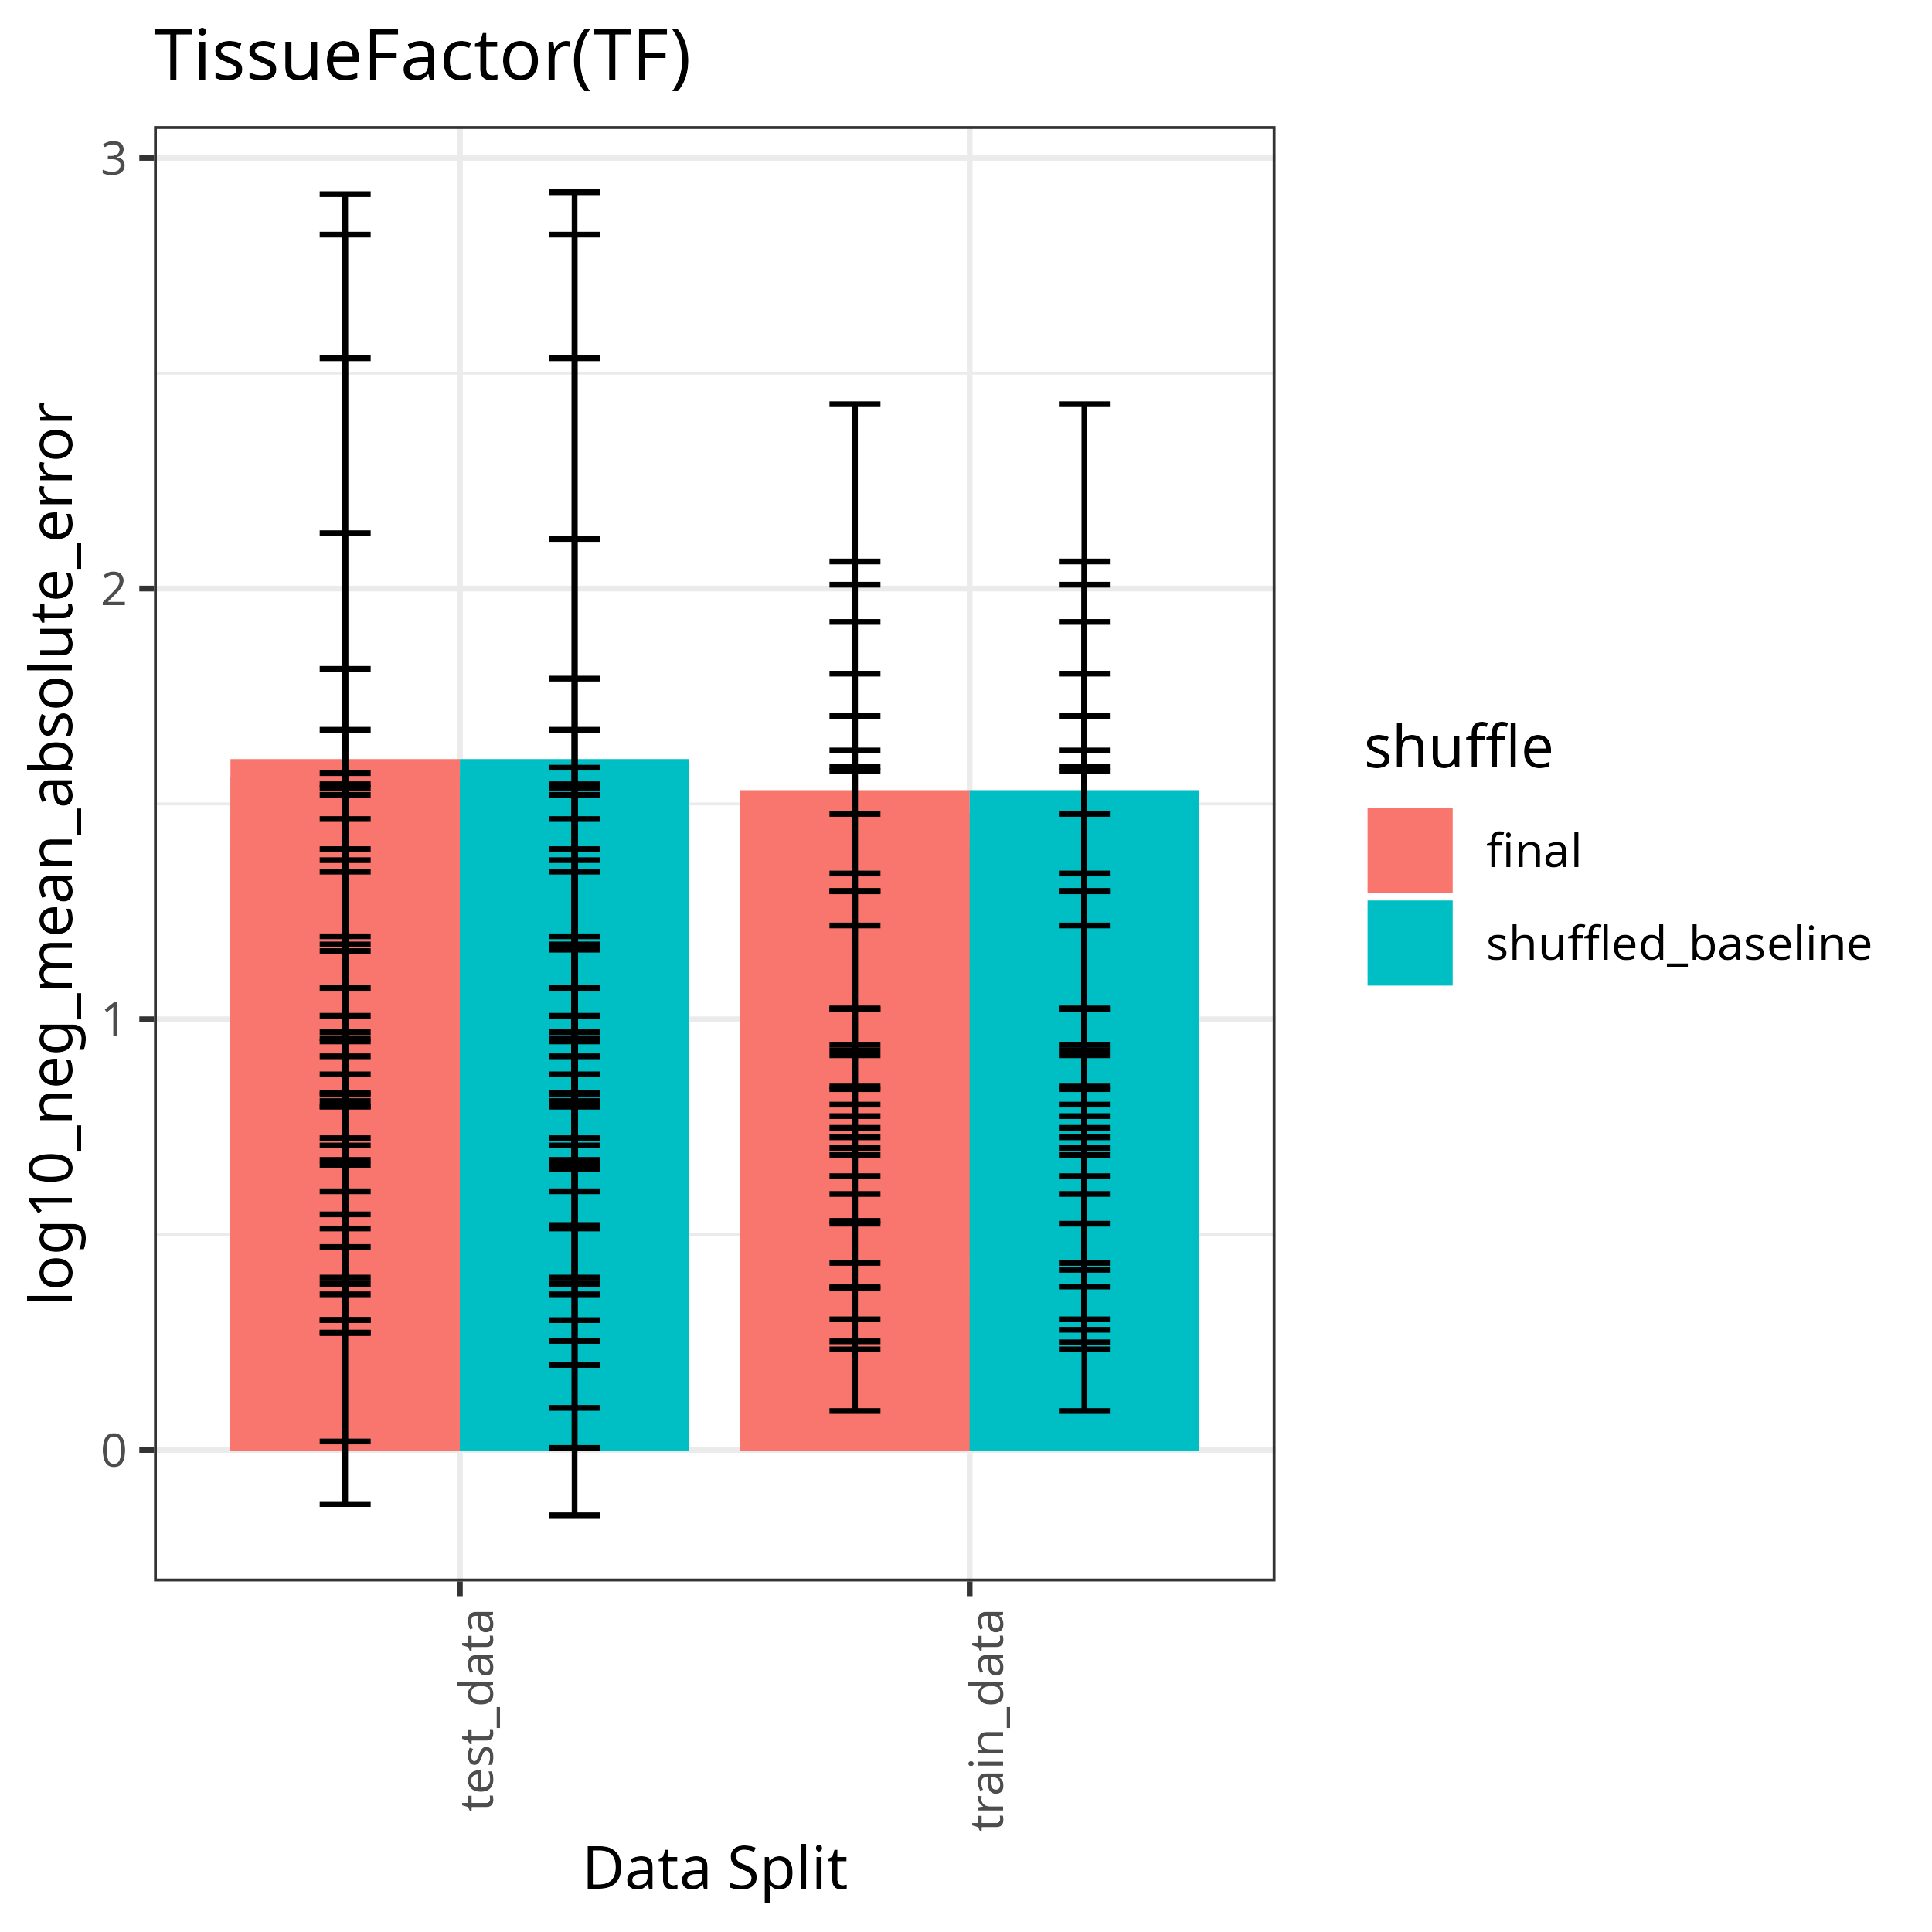 TissueFactor(TF)
log10_neg_mean_absolute_error
3
2
1
0
test_data
train_data
Data Split
shuffle
final
shuffled_baseline